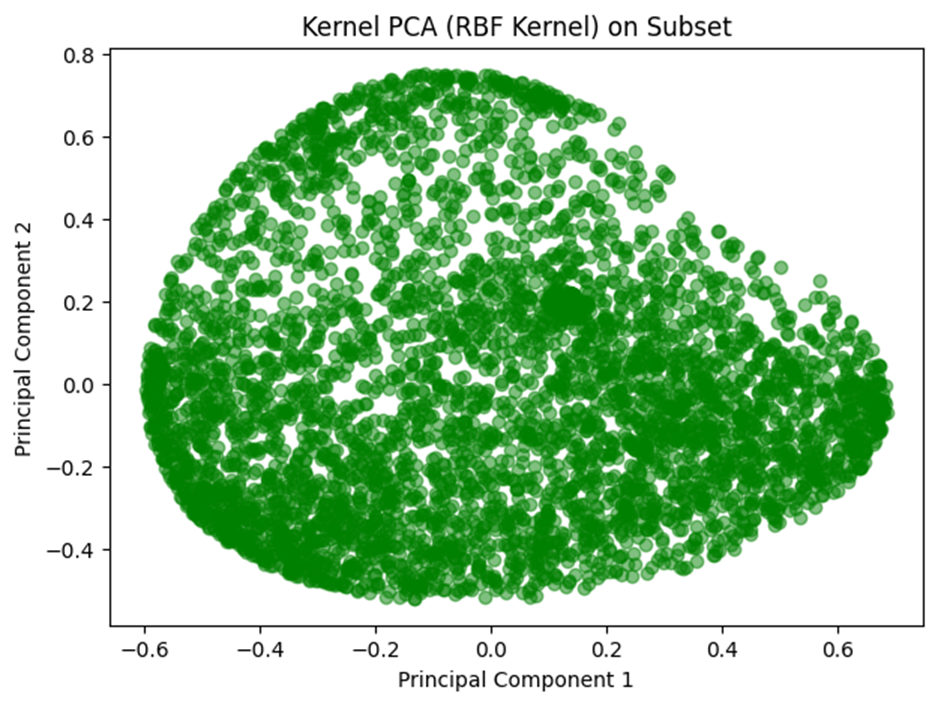 Kernel PCA (RBF Kernel) on Subset
0.8
0.6
0.4
0.2
0.0
−0.2
−0.4
Principal Component 2
−0.6 −0.4 −0.2 0.0 0.2 0.4 0.6
Principal Component 1